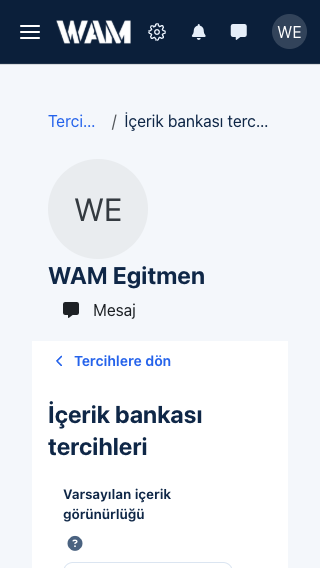 WAM
WE
Terci... / İçerik bankası terc...
WE
WAM Egitmen
Mesaj
Tercihlere dön
İçerik bankası
tercihleri
Varsayılan içerik
görünürlüğü
?